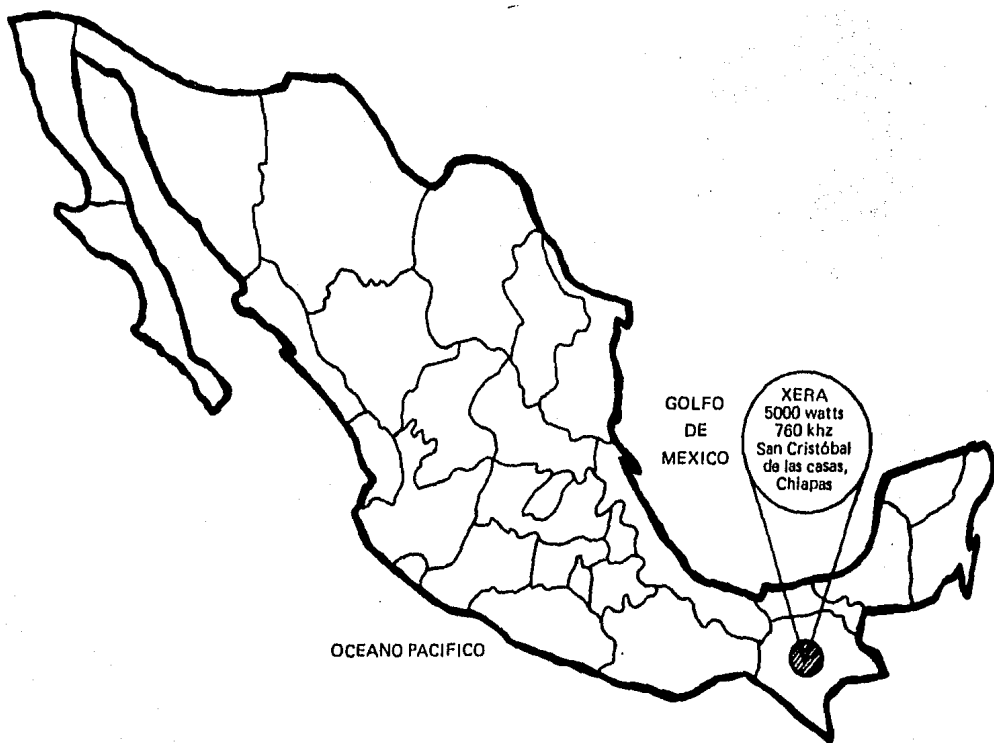 GOLFO
DE
MEXICO
XERA
5000 watts
760 khz
San Cristóbal
de las casas,
Chiapas
OCEANO PACIFICO